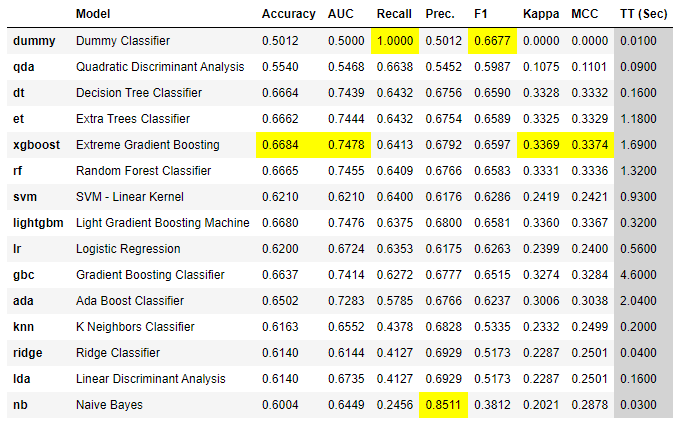 Model Accuracy AUC Recall Prec. F1 Kappa MCC TT (Sec)
dummy Dummy Classifier 0.5012 0.5000 1.0000 0.5012 0.6677 0.0000 0.0000 0.0100
qda Quadratic Discriminant Analysis 0.5540 0.5468 0.6638 0.5452 0.5987 0.1075 0.1101 0.0900
dt Decision Tree Classifier 0.6664 0.7439 0.6432 0.6756 0.6590 0.3328 0.3332 0.1600
et Extra Trees Classifier 0.6662 0.7444 0.6432 0.6754 0.6589 0.3325 0.3329 1.1800
xgboost Extreme Gradient Boosting 0.6684 0.7478 0.6413 0.6792 0.6597 0.3369 0.3374 1.6900
rf Random Forest Classifier 0.6665 0.7455 0.6409 0.6766 0.6583 0.3331 0.3336 1.3200
svm SVM - Linear Kernel 0.6210 0.6210 0.6400 0.6176 0.6286 0.2419 0.2421 0.9300
lightgbm Light Gradient Boosting Machine 0.6680 0.7476 0.6375 0.6800 0.6581 0.3360 0.3367 0.3200
lr Logistic Regression 0.6200 0.6724 0.6353 0.6175 0.6263 0.2399 0.2400 0.5600
gbc Gradient Boosting Classifier 0.6637 0.7414 0.6272 0.6777 0.6515 0.3274 0.3284 4.6000
ada Ada Boost Classifier 0.6502 0.7283 0.5785 0.6766 0.6237 0.3006 0.3038 2.0400
knn K Neighbors Classifier 0.6163 0.6552 0.4378 0.6828 0.5335 0.2332 0.2499 0.2000
ridge Ridge Classifier 0.6140 0.6144 0.4127 0.6929 0.5173 0.2287 0.2501 0.0400
lda Linear Discriminant Analysis 0.6140 0.6735 0.4127 0.6929 0.5173 0.2287 0.2501 0.1600
nb Naive Bayes 0.6004 0.6449 0.2456 0.8511 0.3812 0.2021 0.2878 0.0300